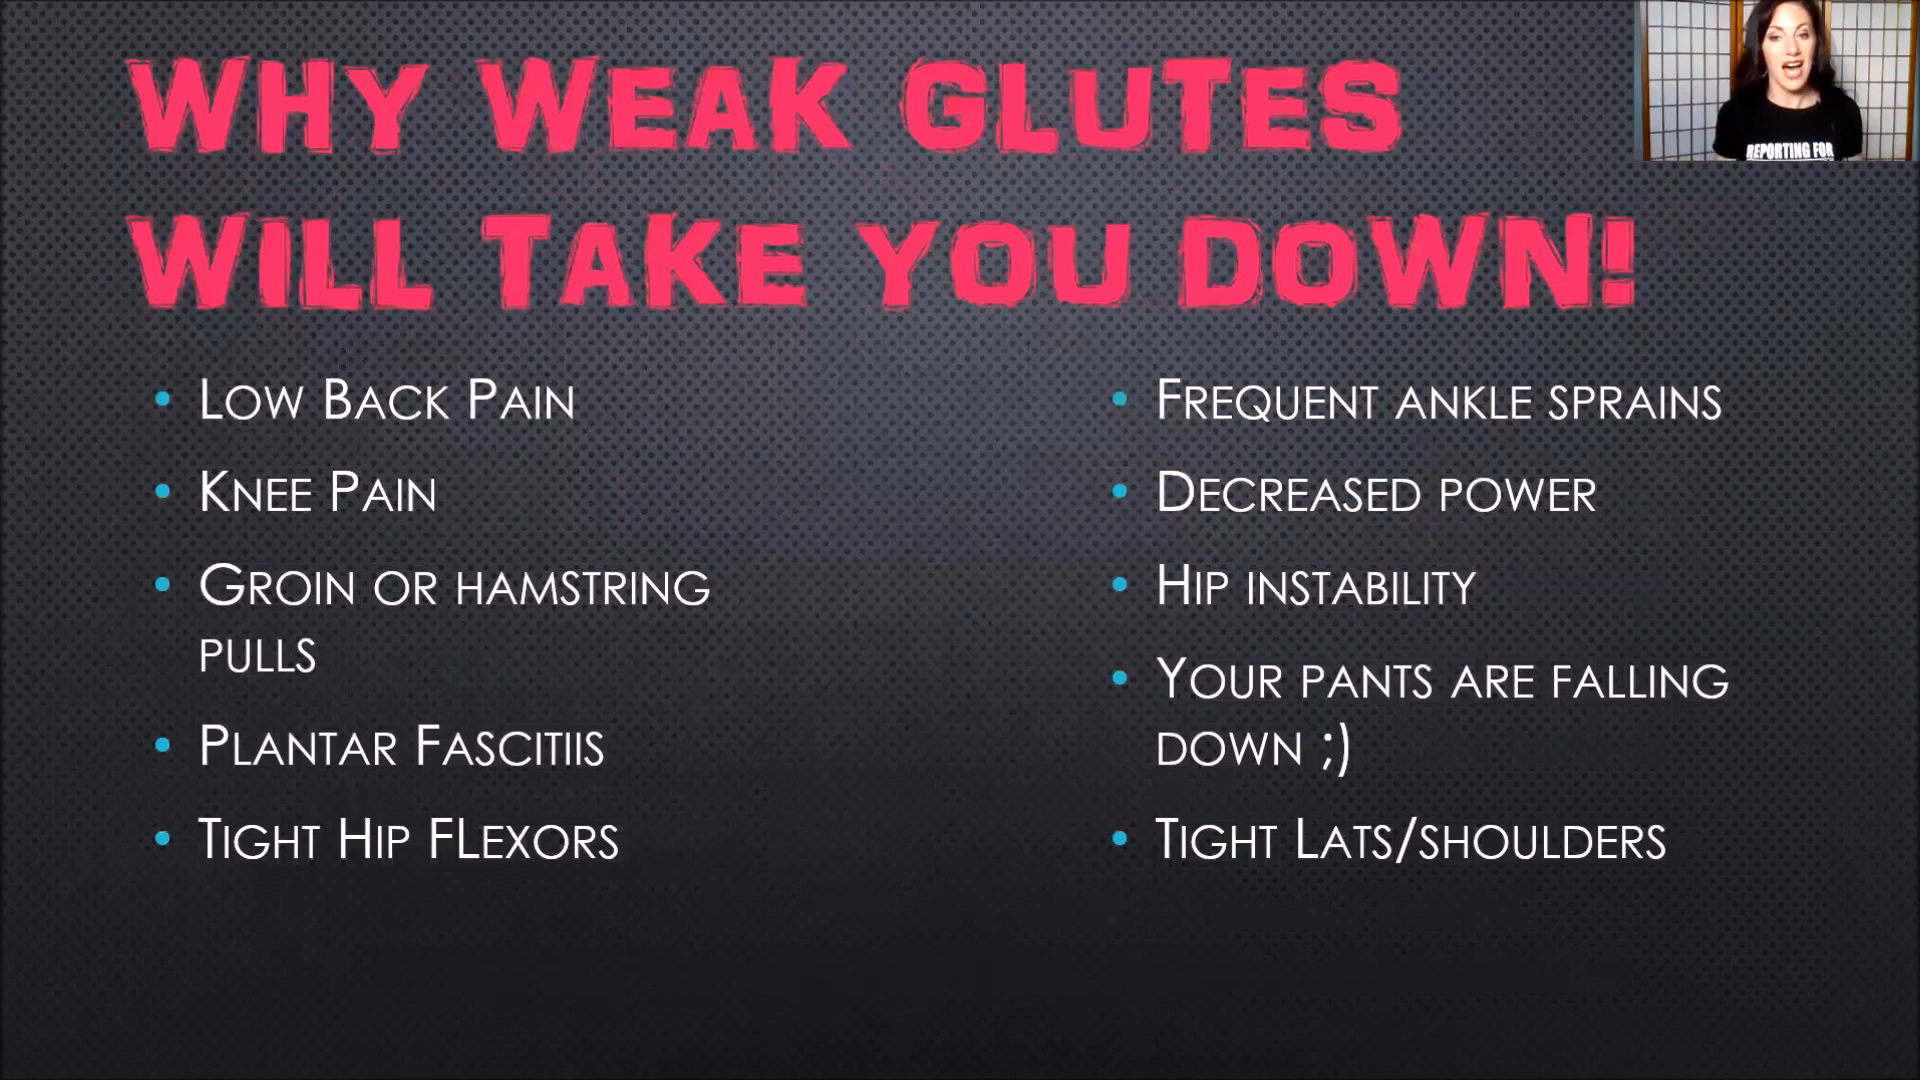 WHY WEAK GLUTES
WILL TAKE YOU DOWN!
• LOW BACK PAIN
• KNEE PAIN
• GROIN OR HAMSTRING
PULLS
• PLANTAR FASCITIIS
• TIGHT HIP FLEXORS
• FREQUENT ANKLE SPRAINS
• DECREASED POWER
• HIP INSTABILITY
• YOUR PANTS ARE FALLING
DOWN ;)
• TIGHT LATS/SHOULDERS
REPORTING FOR